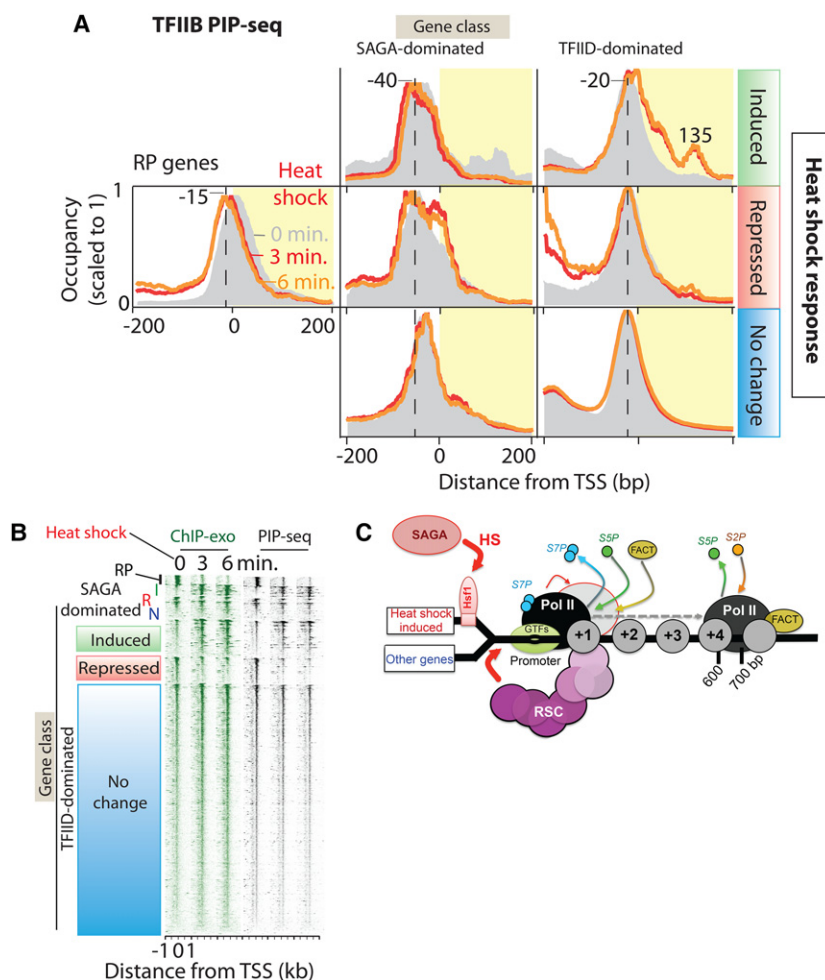 A
TFIIB PIP-seq
Gene class
SAGA-dominated
TFIID-dominated
-40
-20
135
Induced
RP genes
Heat
shock
-15
0 min.
3 min.
6 min.
Occupancy
(scaled to 1)
1
0
-200
0
200
Repressed
No change
Heat shock response
-200
0
200
-200
0
200
Distance from TSS (bp)
B
Heat shock
ChIP-exo
PIP-seq
0 3 6 min.
RP
SAGA
dominated
I
R
N
Induced
Repressed
No
change
Gene class
TFIID-dominated
-1 0 1
Distance from TSS (kb)
C
SAGA
HS
Hsf1
Heat shock
induced
Other genes
S7P
S7P
S5P
FACT
Pol II
GTFs
Promoter
+1
+2
+3
+4
RSC
S5P
S2P
Pol II
FACT
600
700 bp